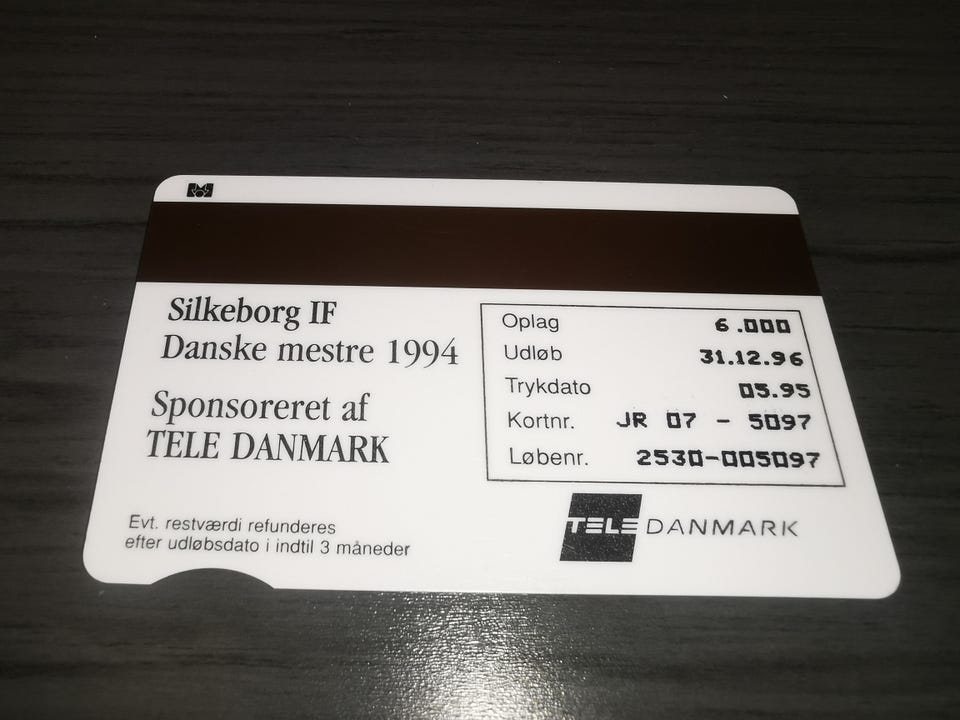 Silkeborg IF
Danske mestre 1994
Sponsoreret af
TELE DANMARK
Evt. restværdi refunderes
efter udløbsdato i indtil 3 måneder
Oplag 6.000
Udløb 31.12.96
Trykdato 05.95
Kortnr. JR 07 - 5097
Løbenr. 2530-005097
TELE DANMARK